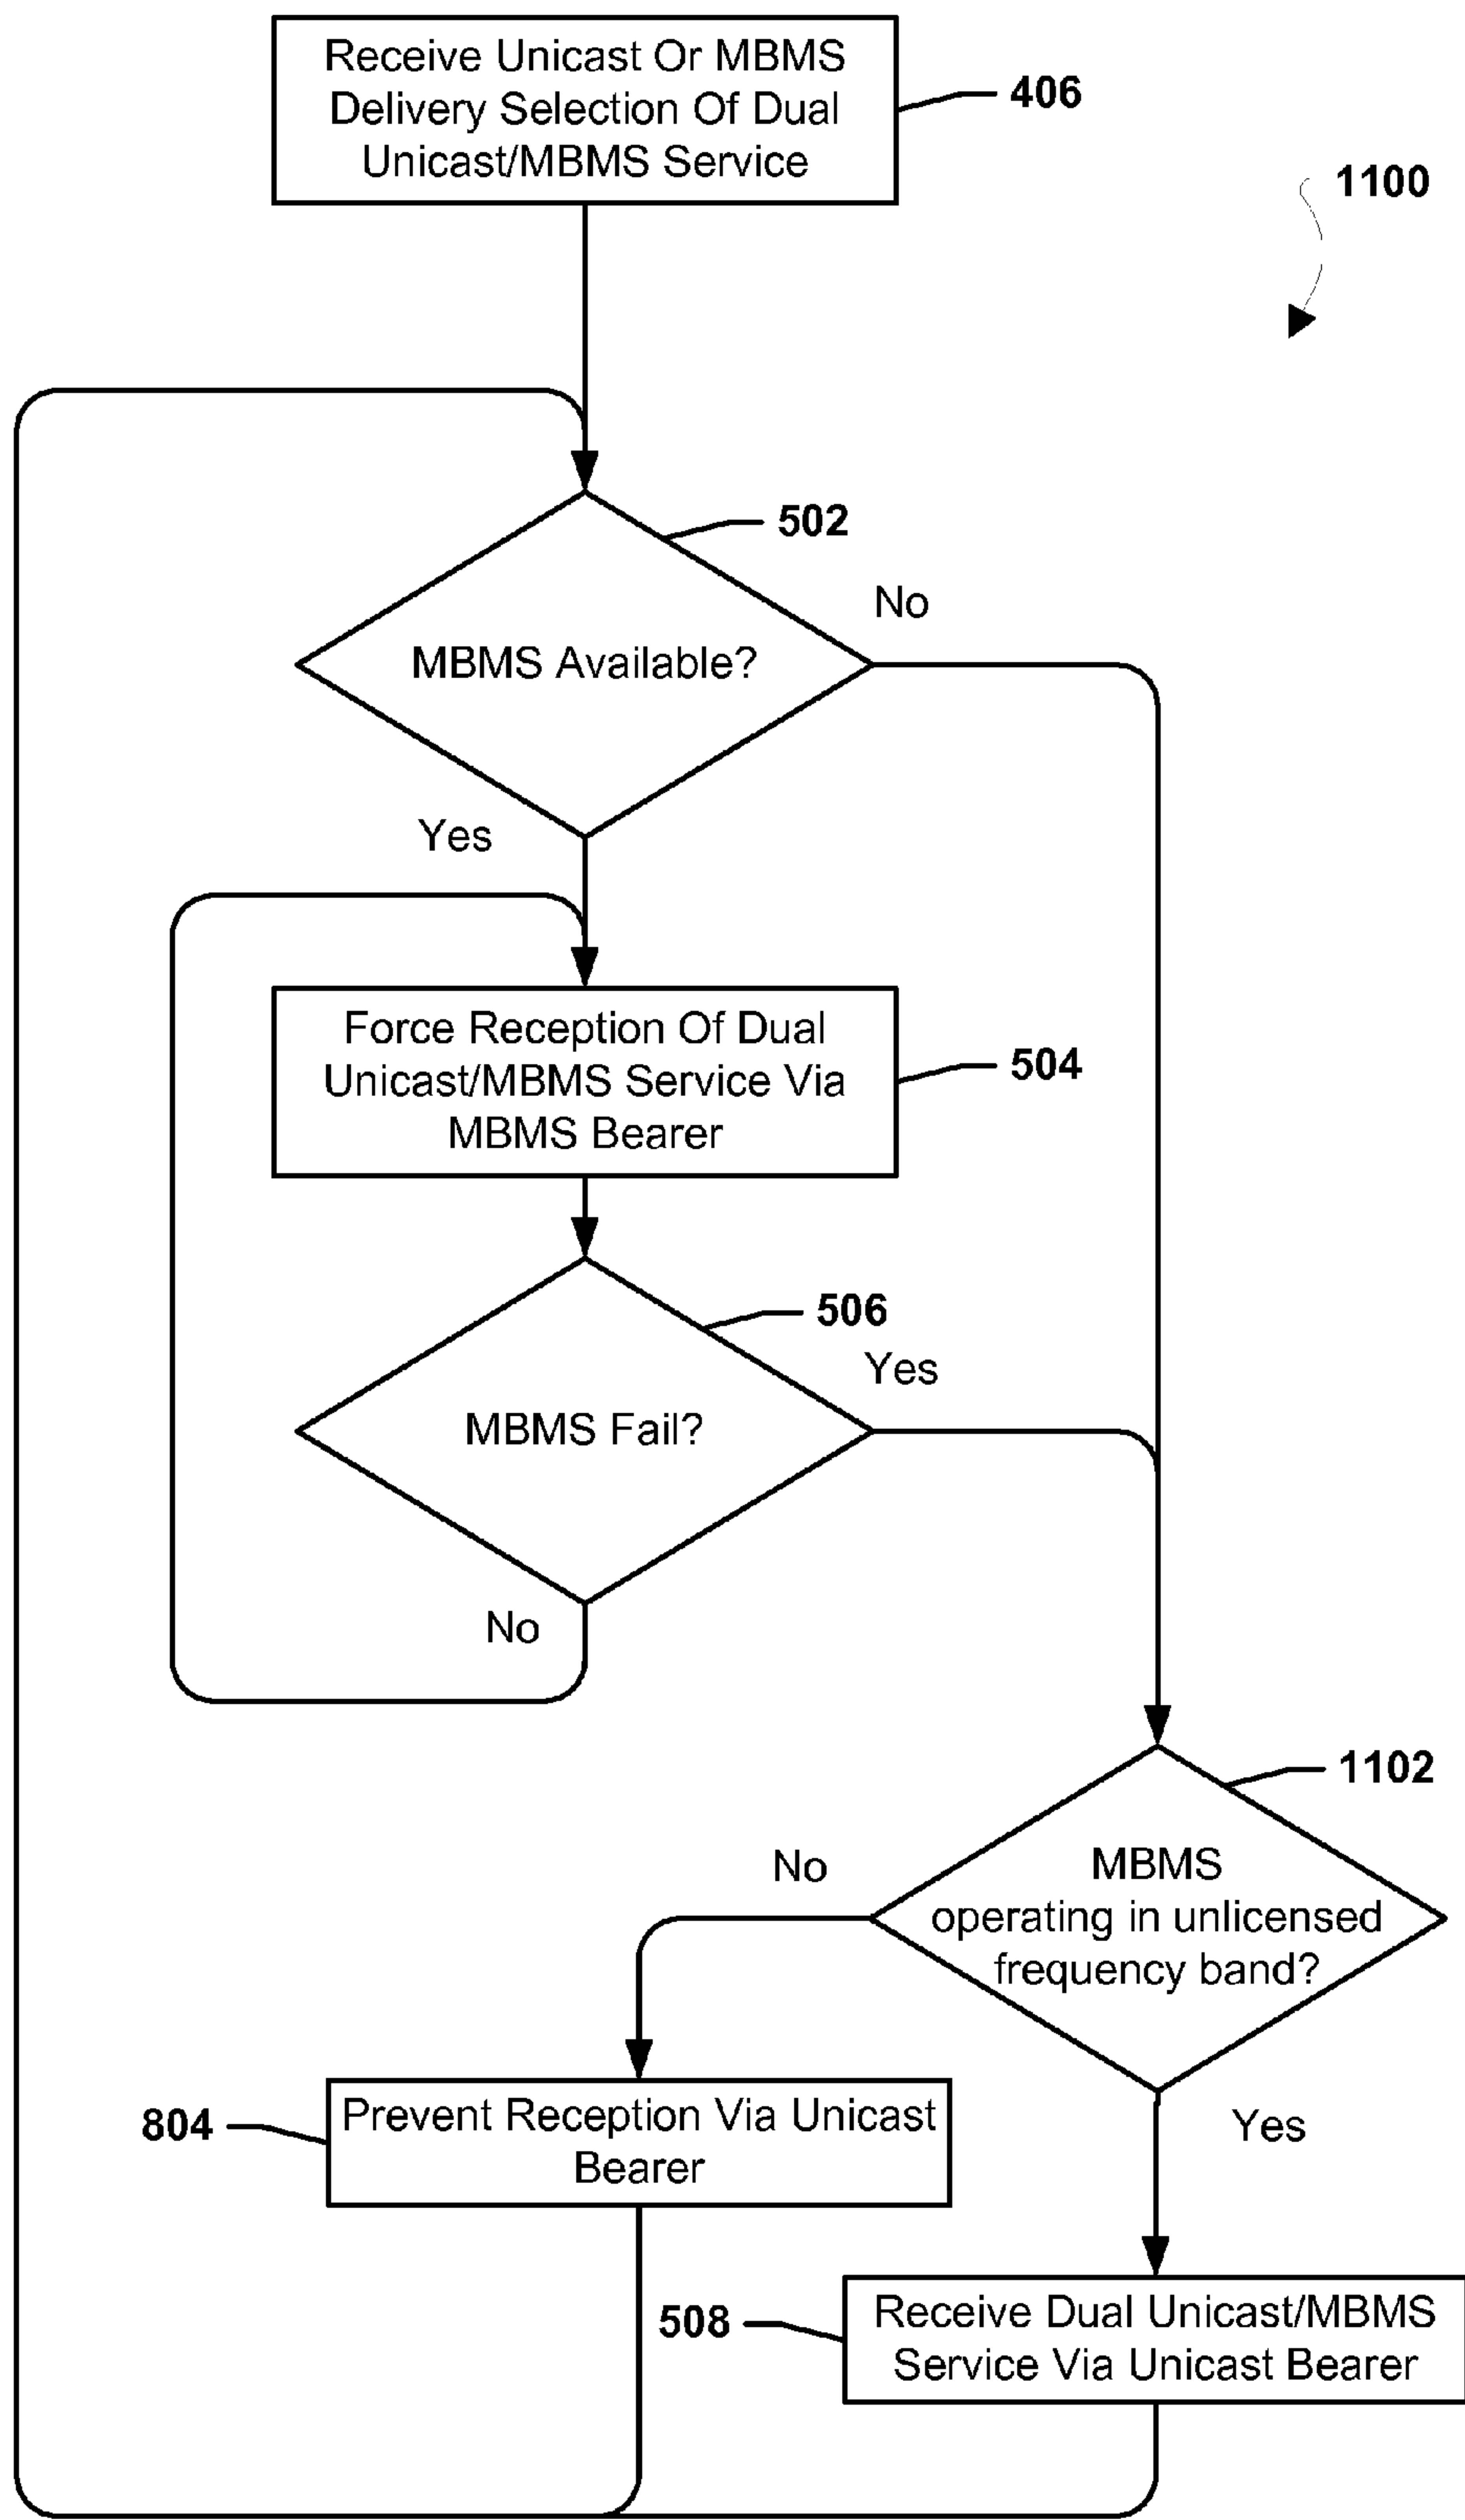 Receive Unicast Or MBMS
Delivery Selection Of Dual
Unicast/MBMS Service
406
1100
502
No
MBMS Available?
Yes
Force Reception Of Dual
Unicast/MBMS Service Via
MBMS Bearer
504
506
Yes
MBMS Fail?
No
1102
No
MBMS
operating in unlicensed
frequency band?
804
Prevent Reception Via Unicast
Bearer
Yes
508
Receive Dual Unicast/MBMS
Service Via Unicast Bearer